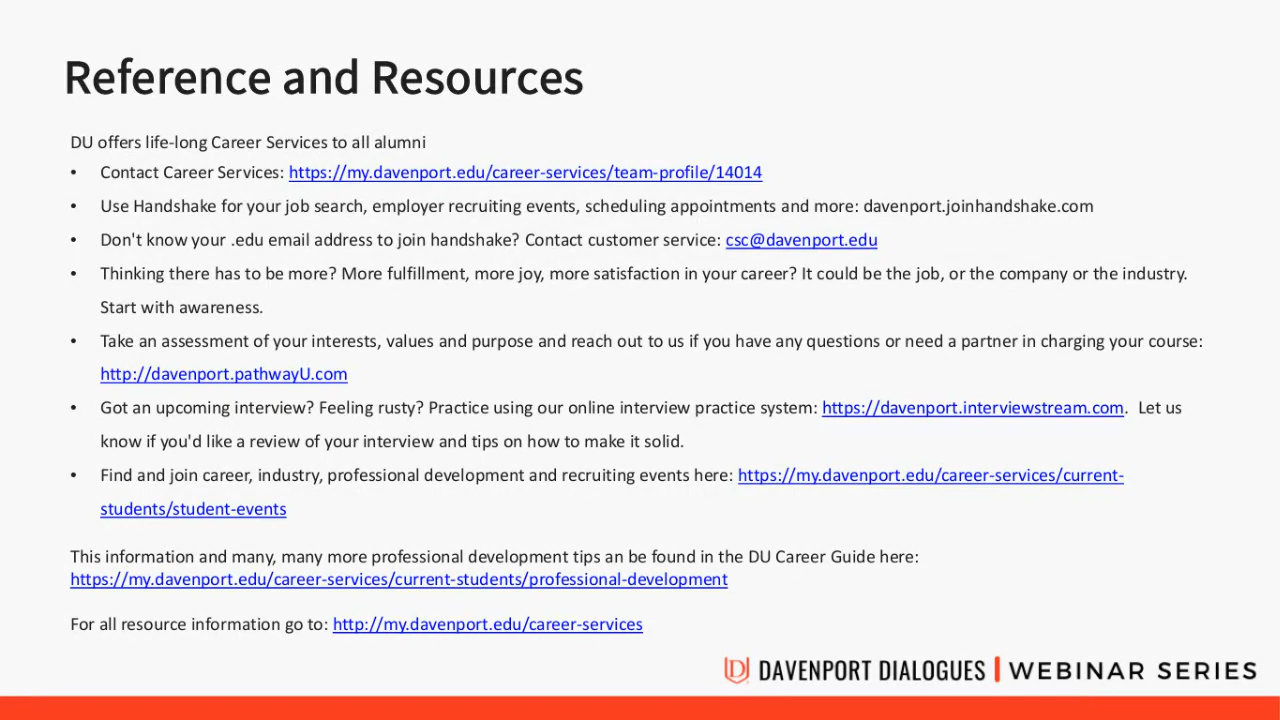 Reference and Resources
DU offers life-long Career Services to all alumni
• Contact Career Services: https://my.davenport.edu/career-services/team-profile/14014
• Use Handshake for your job search, employer recruiting events, scheduling appointments and more: davenport.joinhandshake.com
• Don't know your .edu email address to join handshake? Contact customer service: csc@davenport.edu
• Thinking there has to be more? More fulfillment, more joy, more satisfaction in your career? It could be the job, or the company or the industry.
Start with awareness.
• Take an assessment of your interests, values and purpose and reach out to us if you have any questions or need a partner in charging your course:
http://davenport.pathwayU.com
• Got an upcoming interview? Feeling rusty? Practice using our online interview practice system: https://davenport.interviewstream.com. Let us
know if you'd like a review of your interview and tips on how to make it solid.
• Find and join career, industry, professional development and recruiting events here: https://my.davenport.edu/career-services/current-
students/student-events
This information and many, many more professional development tips an be found in the DU Career Guide here:
https://my.davenport.edu/career-services/current-students/professional-development
For all resource information go to: http://my.davenport.edu/career-services
DAVENPORT DIALOGUES | WEBINAR SERIES